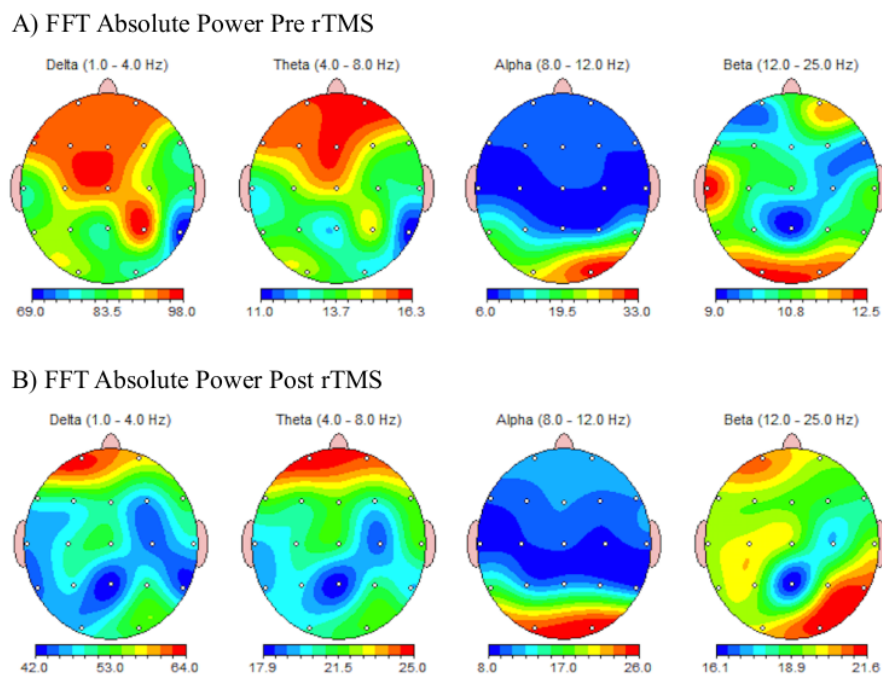 A) FFT Absolute Power Pre rTMS
Delta (1.0 - 4.0 Hz) Theta (4.0 - 8.0 Hz) Alpha (8.0 - 12.0 Hz) Beta (12.0 - 25.0 Hz)
69.0 83.5 98.0 11.0 13.7 16.3 6.0 19.5 33.0 9.0 10.8 12.5
B) FFT Absolute Power Post rTMS
Delta (1.0 - 4.0 Hz) Theta (4.0 - 8.0 Hz) Alpha (8.0 - 12.0 Hz) Beta (12.0 - 25.0 Hz)
42.0 53.0 64.0 17.9 21.5 25.0 8.0 17.0 26.0 16.1 18.9 21.6